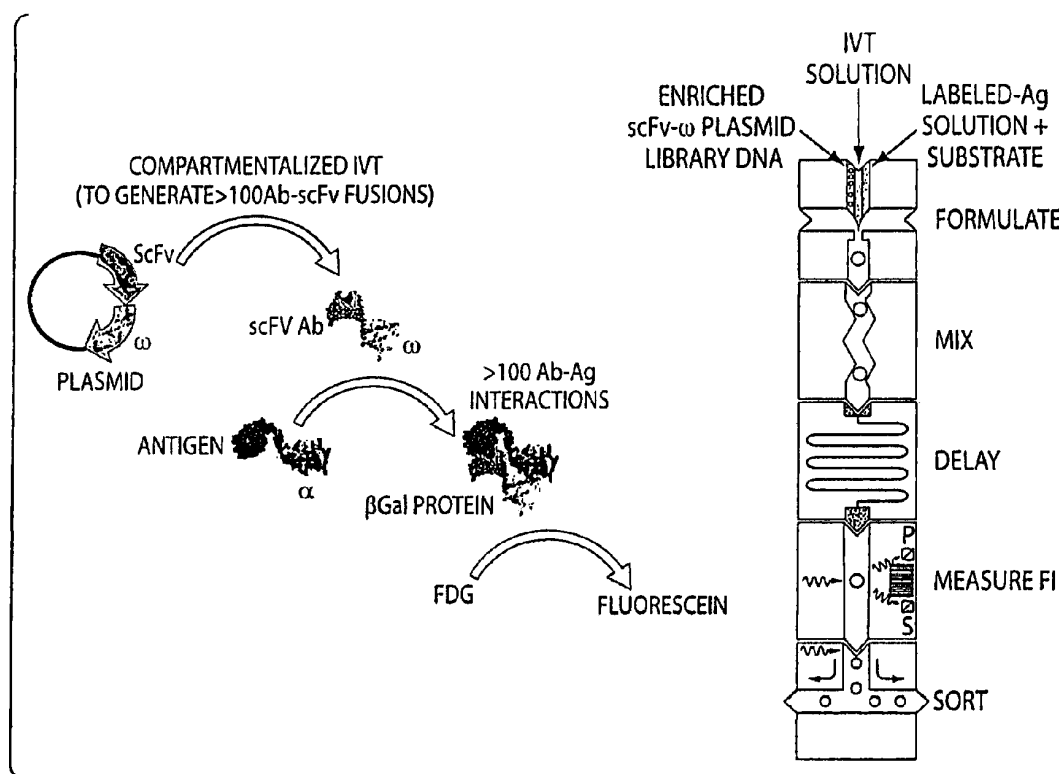 COMPARTMENTALIZED IVT
(TO GENERATE>100Ab-scFv FUSIONS)
ScFv
ω
PLASMID
scFV Ab
ω
>100 Ab-Ag
INTERACTIONS
ANTIGEN
α
βGal PROTEIN
FDG
FLUORESCEIN
IVT
SOLUTION
ENRICHED
scFv-ω PLASMID
LIBRARY DNA
LABELED-Ag
SOLUTION +
SUBSTRATE
FORMULATE
MIX
DELAY
P
MEASURE FI
S
SORT